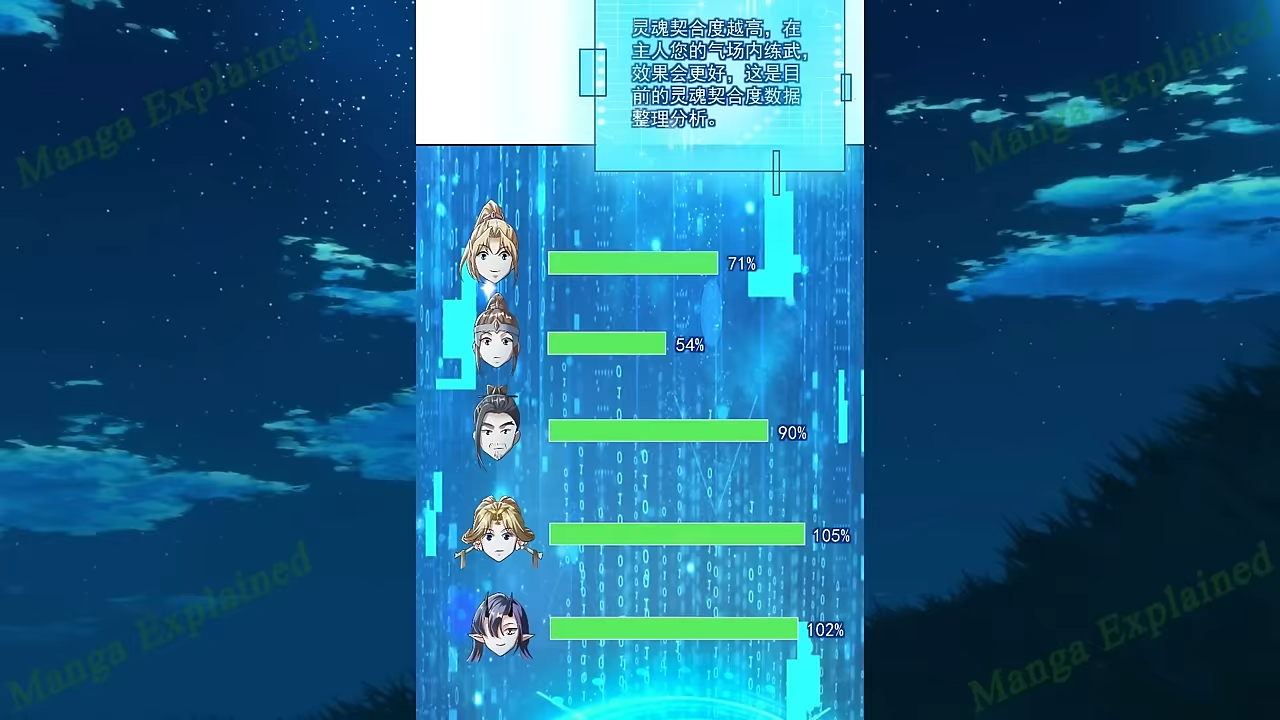 灵魂契合度越高，在
主人您的气场内练武，
效果会更好，这是目
前的灵魂契合度数据
整理分析。
71%
54%
90%
105%
102%
Manga Explained
Manga Explained
Manga Explained
Manga Explained